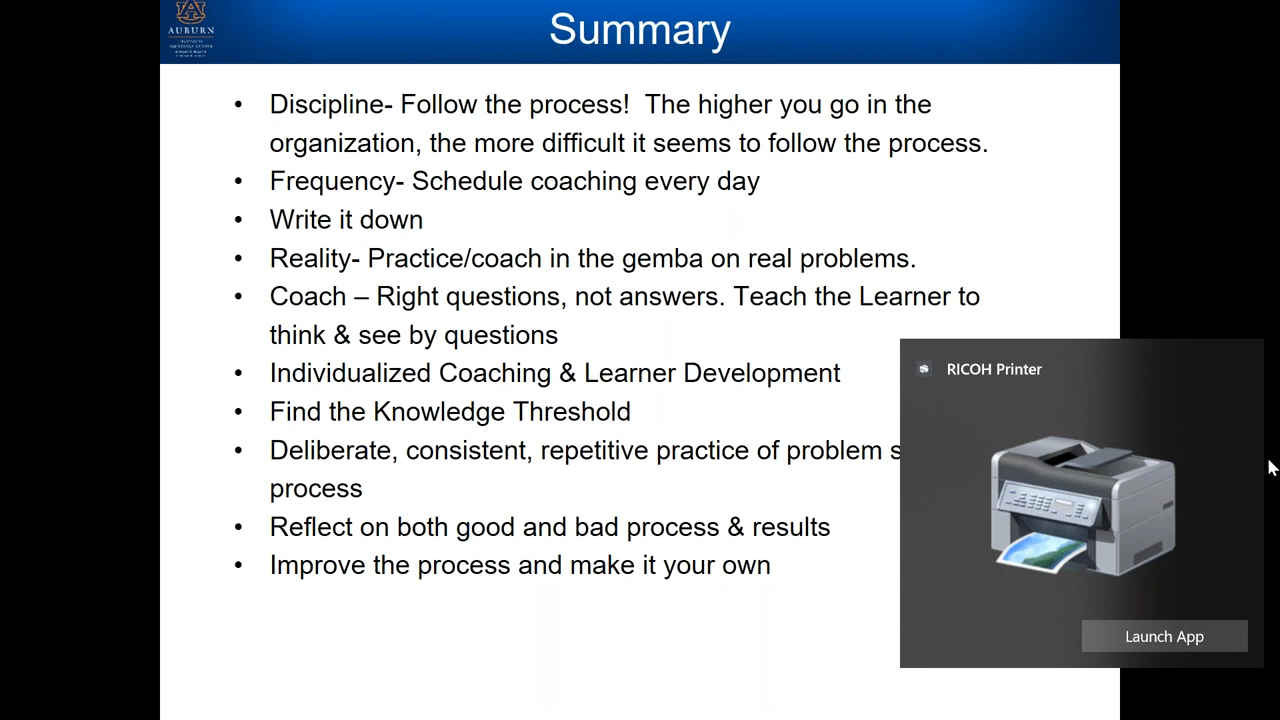 AUBURN
Summary
• Discipline- Follow the process!  The higher you go in the
organization, the more difficult it seems to follow the process.
• Frequency- Schedule coaching every day
• Write it down
• Reality- Practice/coach in the gemba on real problems.
• Coach – Right questions, not answers. Teach the Learner to
think & see by questions
• Individualized Coaching & Learner Development
• Find the Knowledge Threshold
• Deliberate, consistent, repetitive practice of problem s
process
• Reflect on both good and bad process & results
• Improve the process and make it your own
RICOH Printer
Launch App